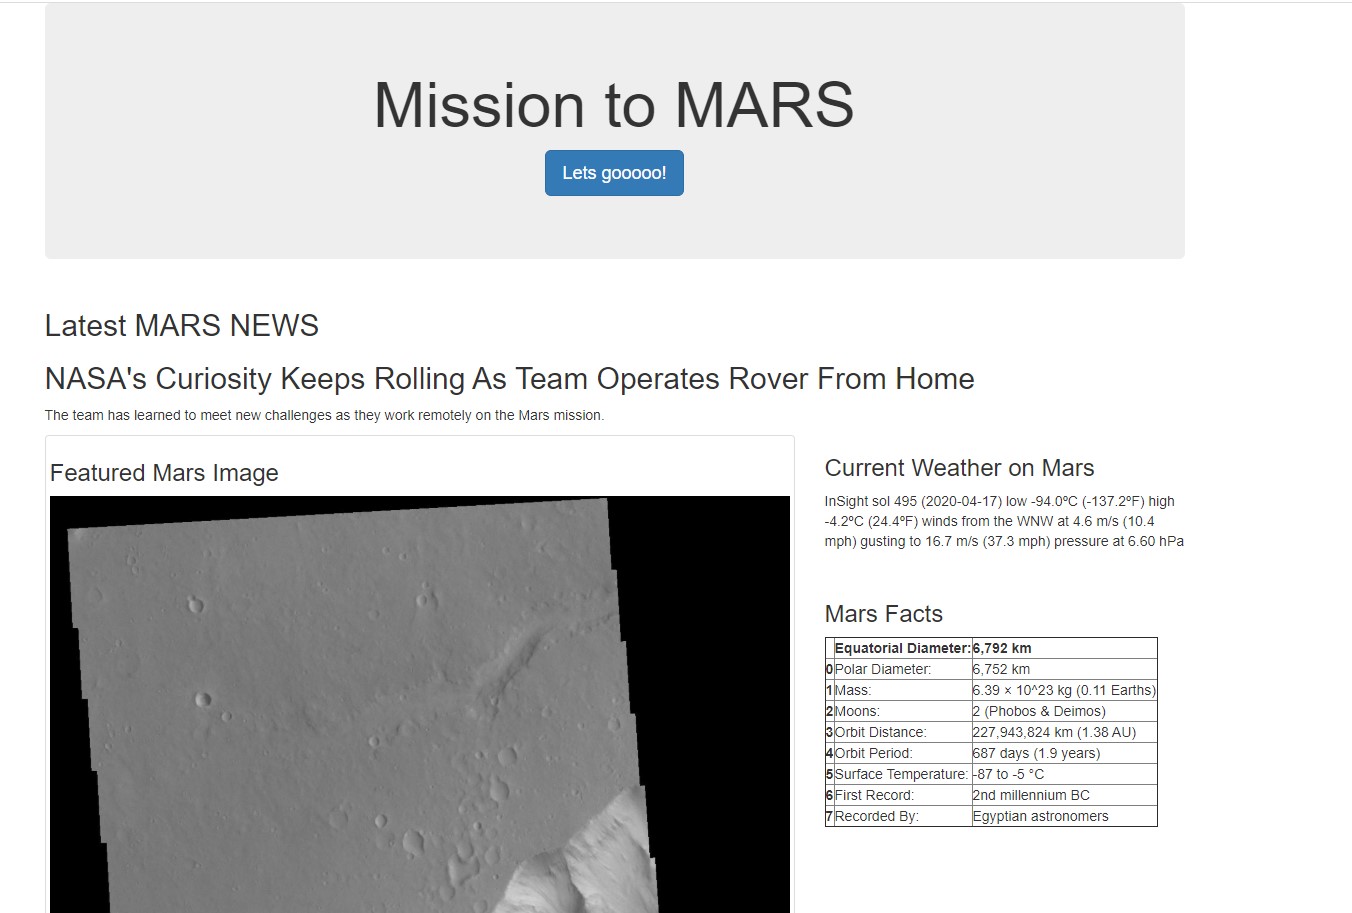 Mission to MARS
Lets gooooo!
Latest MARS NEWS
NASA's Curiosity Keeps Rolling As Team Operates Rover From Home
The team has learned to meet new challenges as they work remotely on the Mars mission.
Featured Mars Image
Current Weather on Mars
InSight sol 495 (2020-04-17) low -94.0ºC (-137.2ºF) high
-4.2ºC (24.4ºF) winds from the WNW at 4.6 m/s (10.4
mph) gusting to 16.7 m/s (37.3 mph) pressure at 6.60 hPa
Mars Facts
Equatorial Diameter: 6,792 km
0 Polar Diameter: 6,752 km
1 Mass: 6.39 × 10^23 kg (0.11 Earths)
2 Moons: 2 (Phobos & Deimos)
3 Orbit Distance: 227,943,824 km (1.38 AU)
4 Orbit Period: 687 days (1.9 years)
5 Surface Temperature: -87 to -5 °C
6 First Record: 2nd millennium BC
7 Recorded By: Egyptian astronomers